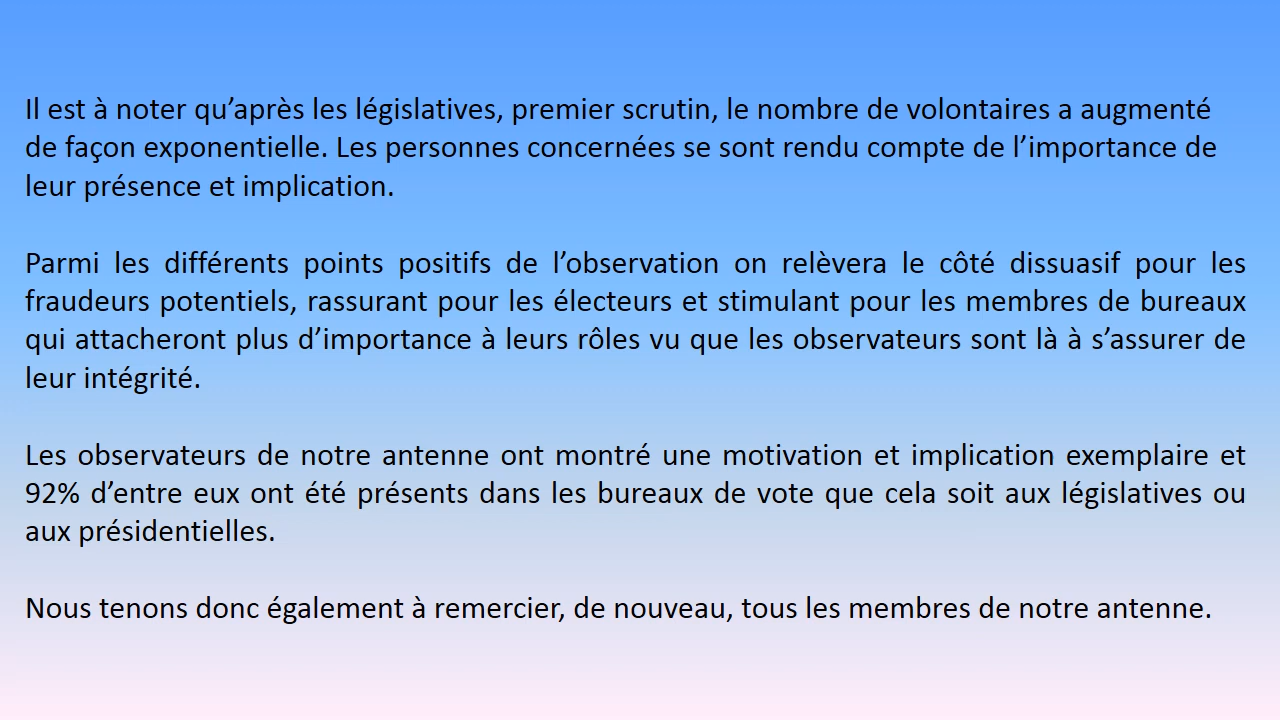 Il est à noter qu’après les législatives, premier scrutin, le nombre de volontaires a augmenté
de façon exponentielle. Les personnes concernées se sont rendu compte de l’importance de
leur présence et implication.
Parmi les différents points positifs de l’observation on relèvera le côté dissuasif pour les
fraudeurs potentiels, rassurant pour les électeurs et stimulant pour les membres de bureaux
qui attacheront plus d’importance à leurs rôles vu que les observateurs sont là à s’assurer de
leur intégrité.
Les observateurs de notre antenne ont montré une motivation et implication exemplaire et
92% d’entre eux ont été présents dans les bureaux de vote que cela soit aux législatives ou
aux présidentielles.
Nous tenons donc également à remercier, de nouveau, tous les membres de notre antenne.